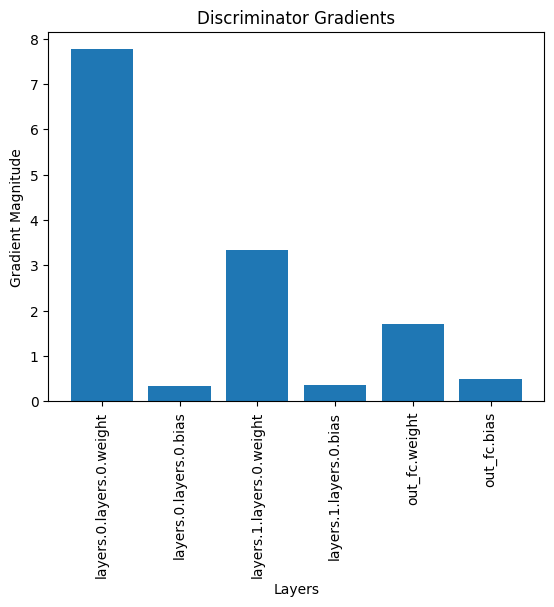 Discriminator Gradients
Gradient Magnitude
8
7
6
5
4
3
2
1
0
layers.0.layers.0.weight
layers.0.layers.0.bias
layers.1.layers.0.weight
layers.1.layers.0.bias
out_fc.weight
out_fc.bias
Layers